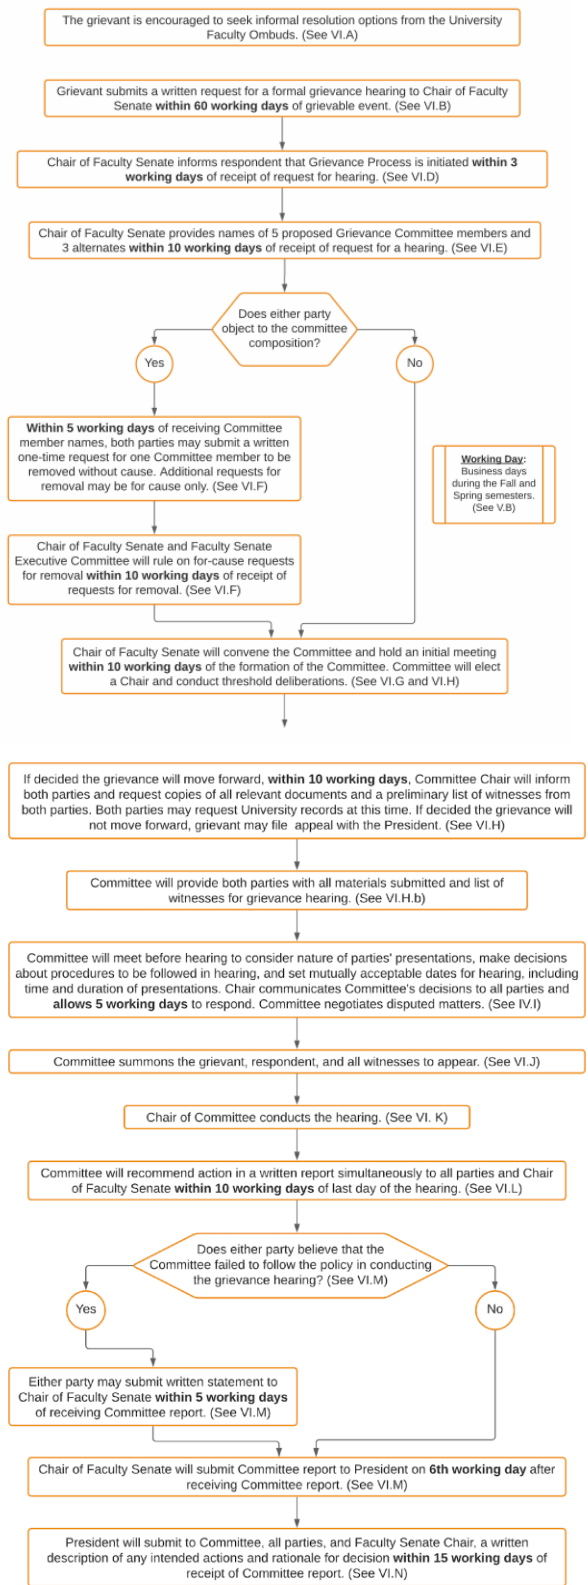 The grievant is encouraged to seek informal resolution options from the University
Faculty Ombuds. (See VI.A)
Grievant submits a written request for a formal grievance hearing to Chair of Faculty
Senate within 60 working days of grievable event. (See VI.B)
Chair of Faculty Senate informs respondent that Grievance Process is initiated within 3
working days of receipt of request for hearing. (See VI.D)
Chair of Faculty Senate provides names of 5 proposed Grievance Committee members and
3 alternates within 10 working days of receipt of request for a hearing. (See VI.E)
Does either party
object to the committee
composition?
Yes
No
Within 5 working days of receiving Committee
member names, both parties may submit a written
one-time request for one Committee member to be
removed without cause. Additional requests for
removal may be for cause only. (See VI.F)
Working Day:
Business days
during the Fall and
Spring semesters.
(See V.B)
Chair of Faculty Senate and Faculty Senate
Executive Committee will rule on for-cause requests
for removal within 10 working days of receipt of
requests for removal. (See VI.F)
Chair of Faculty Senate will convene the Committee and hold an initial meeting
within 10 working days of the formation of the Committee. Committee will elect
a Chair and conduct threshold deliberations. (See VI.G and VI.H)
If decided the grievance will move forward, within 10 working days, Committee Chair will inform
both parties and request copies of all relevant documents and a preliminary list of witnesses from
both parties. Both parties may request University records at this time. If decided the grievance will
not move forward, grievant may file appeal with the President. (See VI.H)
Committee will provide both parties with all materials submitted and list of
witnesses for grievance hearing. (See VI.H.b)
Committee will meet before hearing to consider nature of parties' presentations, make decisions
about procedures to be followed in hearing, and set mutually acceptable dates for hearing, including
time and duration of presentations. Chair communicates Committee's decisions to all parties and
allows 5 working days to respond. Committee negotiates disputed matters. (See IV.I)
Committee summons the grievant, respondent, and all witnesses to appear. (See VI.J)
Chair of Committee conducts the hearing. (See VI. K)
Committee will recommend action in a written report simultaneously to all parties and Chair
of Faculty Senate within 10 working days of last day of the hearing. (See VI.L)
Does either party believe that the
Committee failed to follow the policy in conducting
the grievance hearing? (See VI.M)
Yes
No
Either party may submit written statement to
Chair of Faculty Senate within 5 working days
of receiving Committee report. (See VI.M)
Chair of Faculty Senate will submit Committee report to President on 6th working day after
receiving Committee report. (See VI.M)
President will submit to Committee, all parties, and Faculty Senate Chair, a written
description of any intended actions and rationale for decision within 15 working days of
receipt of Committee report. (See VI.N)